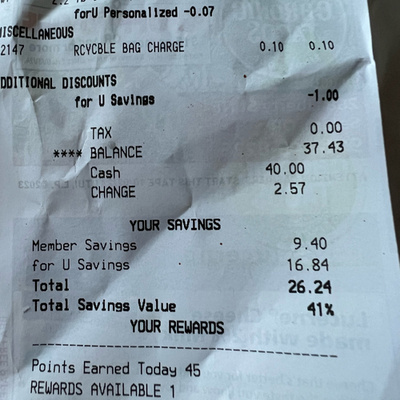 forU Personalized -0.07
MISCELLANEOUS
2147 RCYCBLE BAG CHARGE 0.10 0.10
ADDITIONAL DISCOUNTS
for U Savings -1.00
TAX 0.00
**** BALANCE 37.43
Cash 40.00
CHANGE 2.57
YOUR SAVINGS
Member Savings 9.40
for U Savings 16.84
Total 26.24
Total Savings Value 41%
YOUR REWARDS
Points Earned Today 45
REWARDS AVAILABLE 1